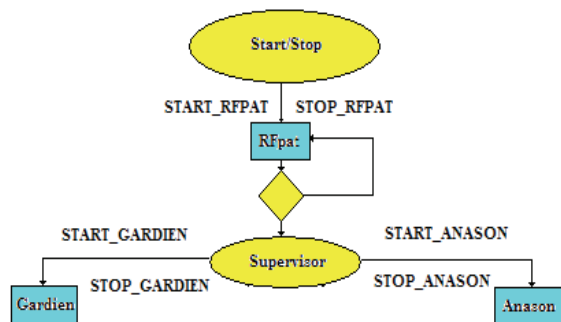 Start/Stop
START_RFPAT STOP_RFPAT
RFpat
START_GARDIEN
START_ANASON
Supervisor
STOP_GARDIEN
STOP_ANASON
Gardien
Anason